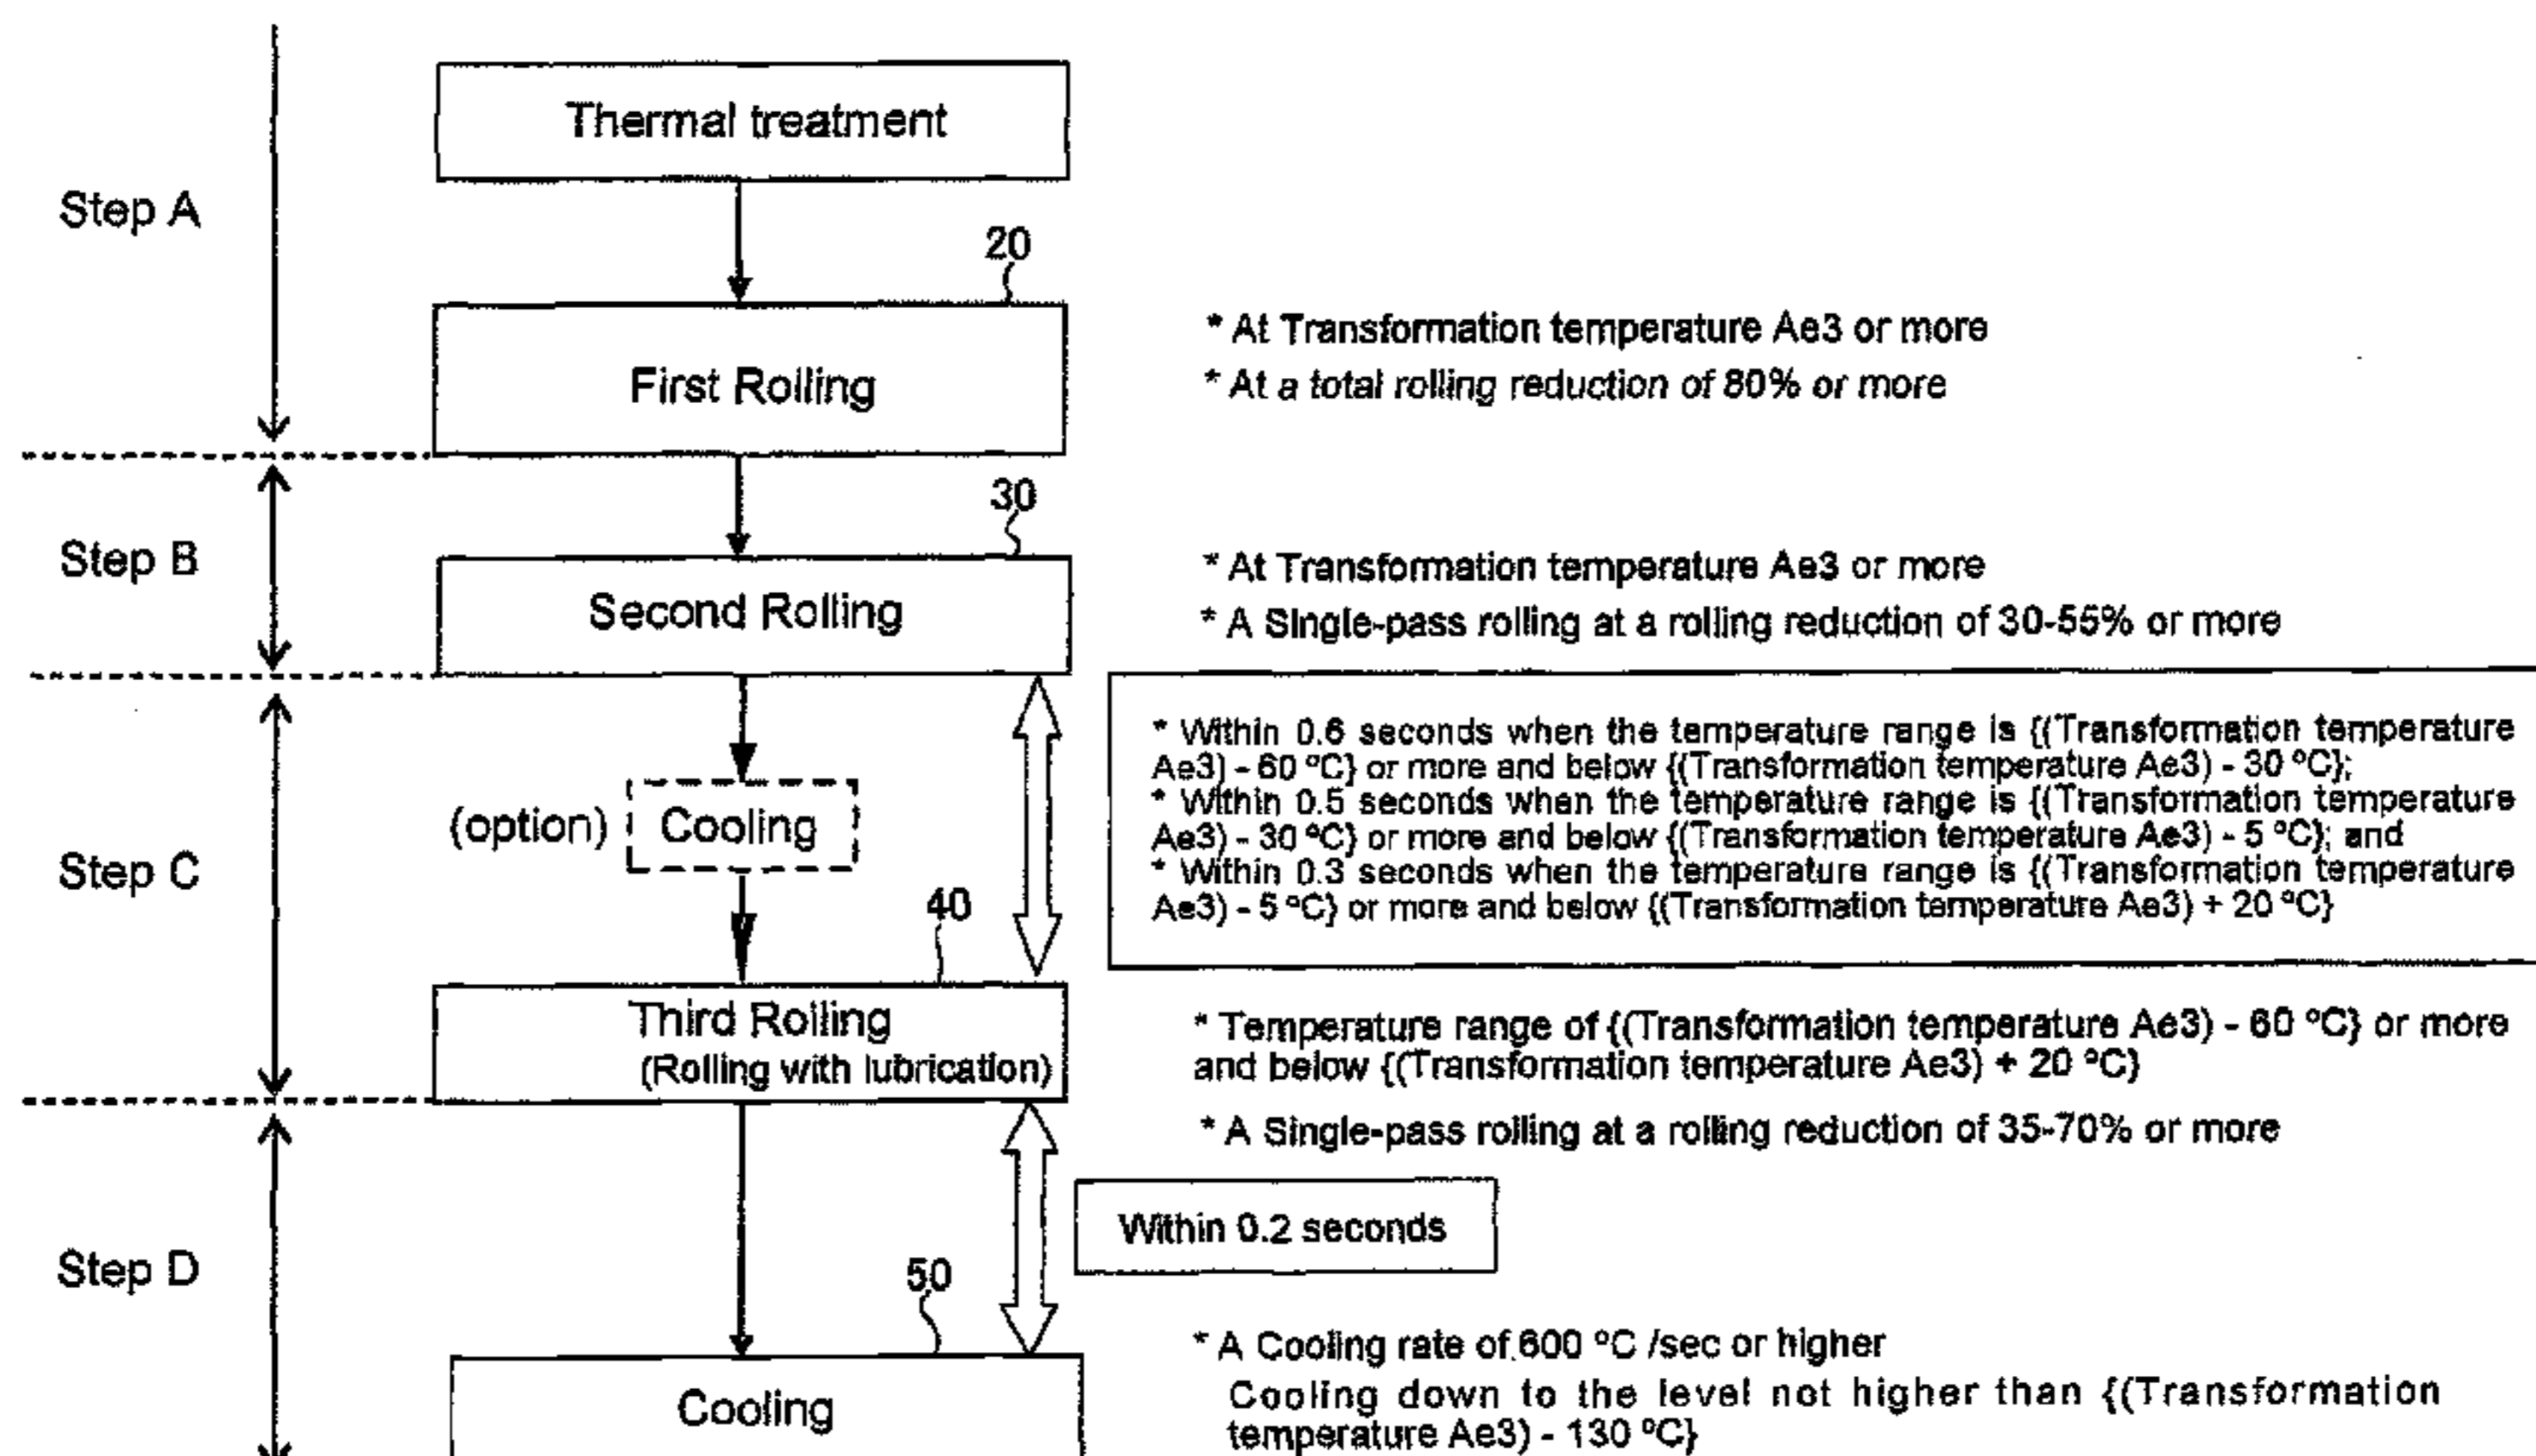 Thermal treatment
Step A
20
First Rolling
* At Transformation temperature Ae3 or more
* At a total rolling reduction of 80% or more
30
Step B
Second Rolling
* At Transformation temperature Ae3 or more
* A Single-pass rolling at a rolling reduction of 30-55% or more
* Within 0.6 seconds when the temperature range is {(Transformation temperature
Ae3) - 60 °C} or more and below {(Transformation temperature Ae3) - 30 °C};
* Within 0.5 seconds when the temperature range is {(Transformation temperature
Ae3) - 30 °C} or more and below {(Transformation temperature Ae3) - 5 °C}; and
* Within 0.3 seconds when the temperature range is {(Transformation temperature
Ae3) - 5 °C} or more and below {(Transformation temperature Ae3) + 20 °C}
(option)
Cooling
Step C
40
Third Rolling
(Rolling with lubrication)
* Temperature range of {(Transformation temperature Ae3) - 60 °C} or more
and below {(Transformation temperature Ae3) + 20 °C}
* A Single-pass rolling at a rolling reduction of 35-70% or more
Within 0.2 seconds
Step D
50
Cooling
* A Cooling rate of 600 °C /sec or higher
Cooling down to the level not higher than {(Transformation
temperature Ae3) - 130 °C}